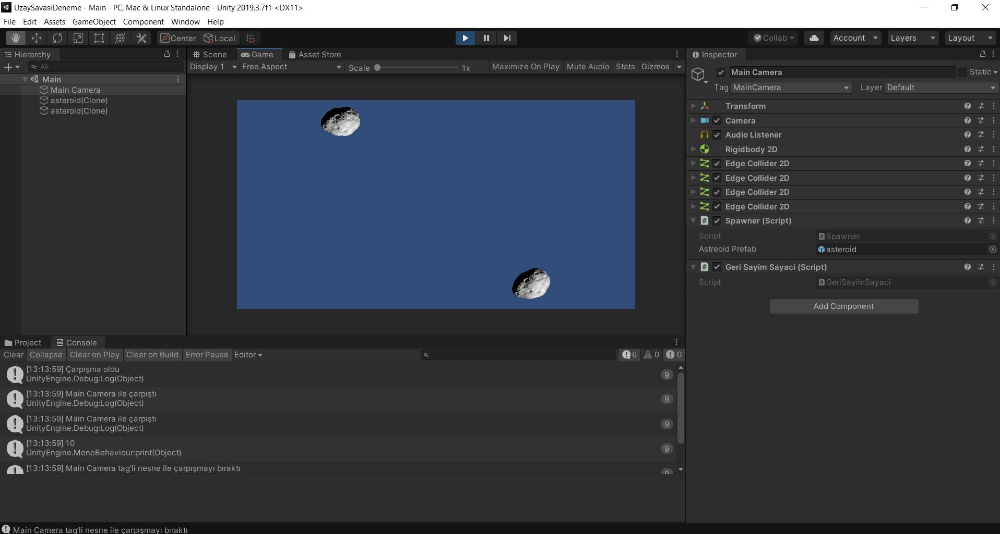 UzaySavasiDeneme - Main - PC, Mac & Linux Standalone - Unity 2019.3.7f1 <DX11>
File Edit Assets GameObject Component Window Help
Center Local Collab Account Layers Layout
Hierarchy
All
Main
Main Camera
asteroid(Clone)
asteroid(Clone)
Scene Game Asset Store
Display 1 Free Aspect Scale 1x Maximize On Play Mute Audio Stats Gizmos
Inspector
Main Camera Static
Tag MainCamera Layer Default
Transform
Camera
Audio Listener
Rigidbody 2D
Edge Collider 2D
Edge Collider 2D
Edge Collider 2D
Edge Collider 2D
Spawner (Script)
Script Spawner
Astreoid Prefab asteroid
Geri Sayim Sayaci (Script)
Script GeriSayimSayaci
Add Component
Project Console
Clear Collapse Clear on Play Clear on Build Error Pause Editor 6 0 0
[13:13:59] Çarpışma oldu
UnityEngine.Debug:Log(Object)
9
[13:13:59] Main Camera ile çarpıştı
UnityEngine.Debug:Log(Object)
9
[13:13:59] Main Camera ile çarpıştı
UnityEngine.Debug:Log(Object)
9
[13:13:59] 10
UnityEngine.MonoBehaviour:print(Object)
9
[13:13:59] Main Camera tag'li nesne ile çarpışmayı bıraktı
9
Main Camera tag'li nesne ile çarpışmayı bıraktı